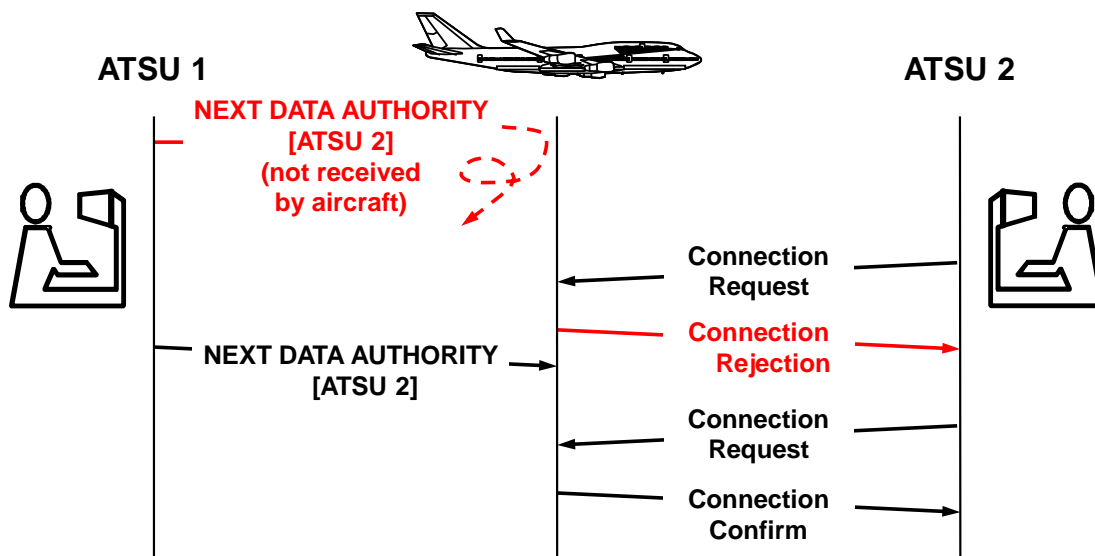 ATSU 1
ATSU 2
NEXT DATA AUTHORITY
[ATSU 2]
(not received
by aircraft)
Connection
Request
Connection
Rejection
NEXT DATA AUTHORITY
[ATSU 2]
Connection
Request
Connection
Confirm